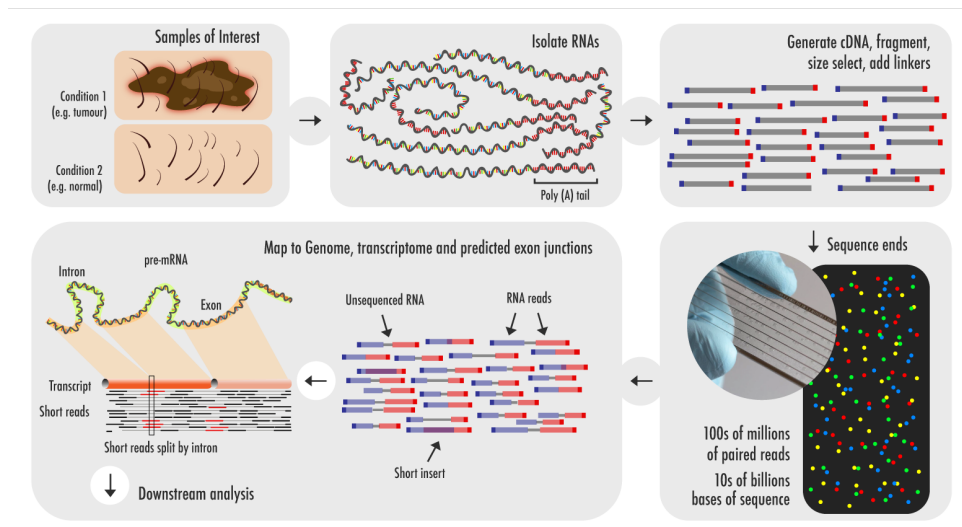 Samples of Interest
Condition 1
(e.g. tumour)
Condition 2
(e.g. normal)
Isolate RNAs
Poly (A) tail
Generate cDNA, fragment,
size select, add linkers
Sequence ends
100s of millions
of paired reads
10s of billions
bases of sequence
Map to Genome, transcriptome and predicted exon junctions
Unsequenced RNA
RNA reads
Short insert
pre-mRNA
Intron
Exon
Transcript
Short reads
Short reads split by intron
Downstream analysis